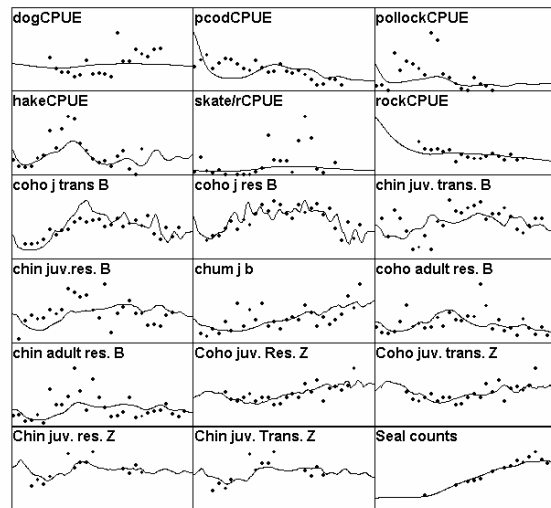 dogCPUE
pcodCPUE
pollockCPUE
hakeCPUE
skate/rCPUE
rockCPUE
coho j trans B
coho j res B
chin juv. trans. B
chin juv.res. B
chum j b
coho adult res. B
chin adult res. B
Coho juv. Res. Z
Coho juv. trans. Z
Chin juv. res. Z
Chin juv. Trans. Z
Seal counts